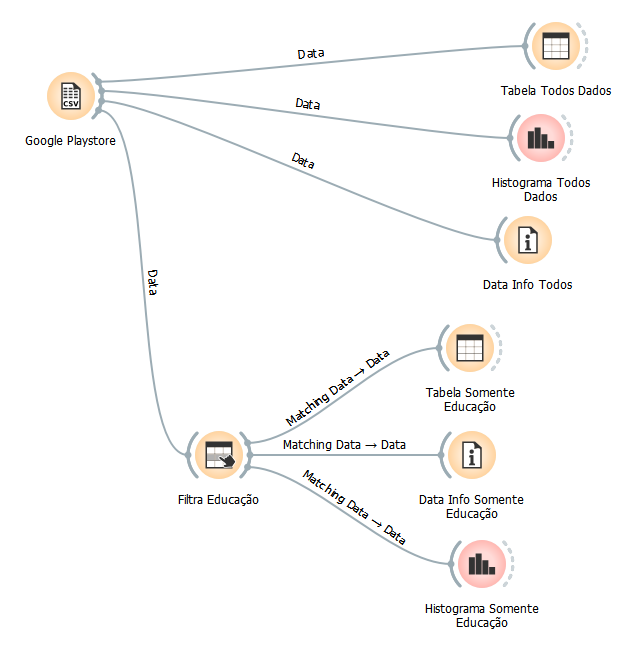 Data
Tabela Todos Dados
CSV
Google Playstore
Data
Histograma Todos
Dados
Data
Data Info Todos
Data
Matching Data → Data
Tabela Somente
Educação
Filtra Educação
Matching Data → Data
Data Info Somente
Educação
Matching Data → Data
Histograma Somente
Educação